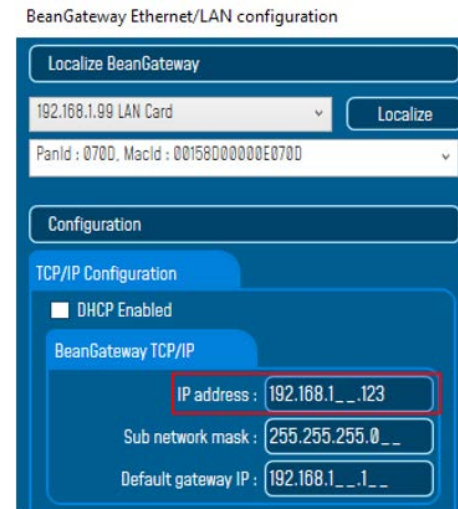 BeanGateway Ethernet/LAN configuration
Localize BeanGateway
192.168.1.99 LAN Card Localize
PanId : 070D, MacId : 00158D00000E070D
Configuration
TCP/IP Configuration
DHCP Enabled
BeanGateway TCP/IP
IP address : 192.168.1__.123
Sub network mask : 255.255.255.0__
Default gateway IP : 192.168.1__.1__